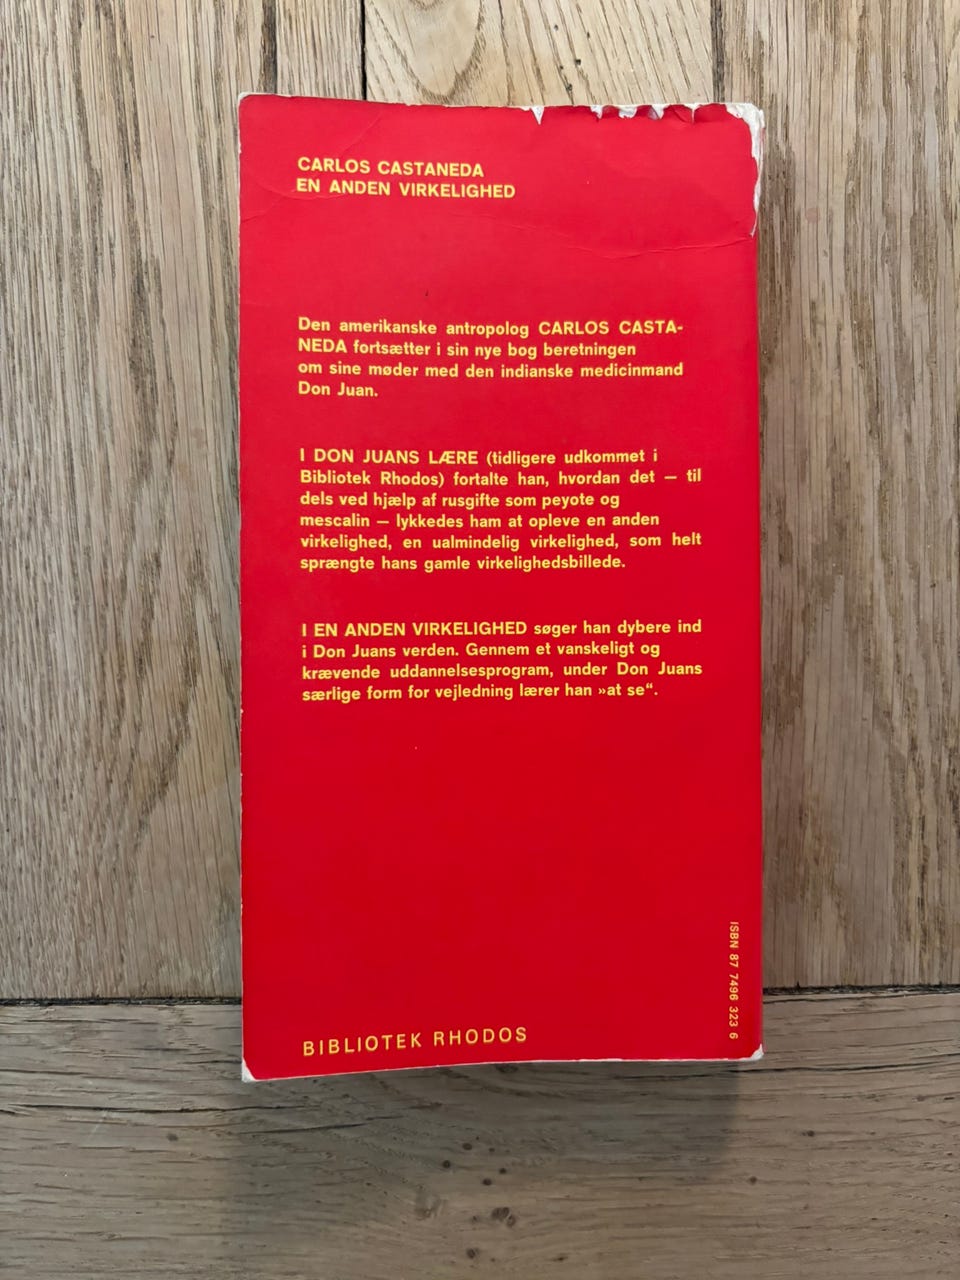 CARLOS CASTANEDA
EN ANDEN VIRKELIGHED
Den amerikanske antropolog CARLOS CASTA-
NEDA fortsætter i sin nye bog beretningen
om sine møder med den indianske medicinmand
Don Juan.
I DON JUANS LÆRE (tidligere udkommet i
Bibliotek Rhodos) fortalte han, hvordan det — til
dels ved hjælp af rusgifte som peyote og
mescalin — lykkedes ham at opleve en anden
virkelighed, en ualmindelig virkelighed, som helt
sprængte hans gamle virkelighedsbillede.
I EN ANDEN VIRKELIGHED søger han dybere ind
i Don Juans verden. Gennem et vanskeligt og
krævende uddannelsesprogram, under Don Juans
særlige form for vejledning lærer han »at se“.
ISBN 87 7496 323 6
BIBLIOTEK RHODOS